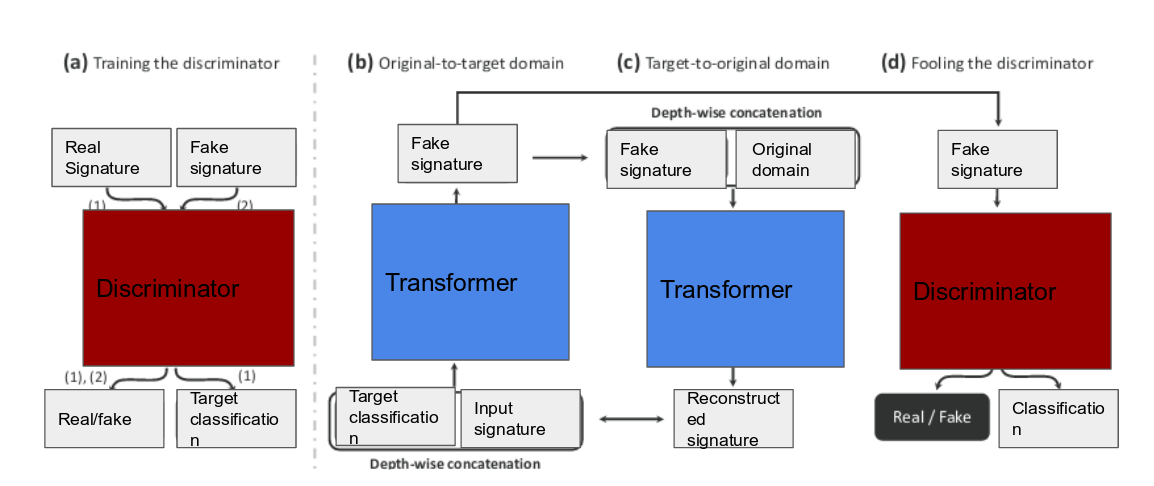 (a) Training the discriminator
(b) Original-to-target domain
(c) Target-to-original domain
(d) Fooling the discriminator
Real
Signature
Fake
signature
(1)
(2)
Discriminator
(1), (2)
(1)
Real/fake
Target
classificatio
n
Fake
signature
Transformer
Target
classificatio
n
Input
signature
Depth-wise concatenation
Depth-wise concatenation
Fake
signature
Original
domain
Transformer
Reconstruct
ed
signature
Fake
signature
Discriminator
Real / Fake
Classificatio
n